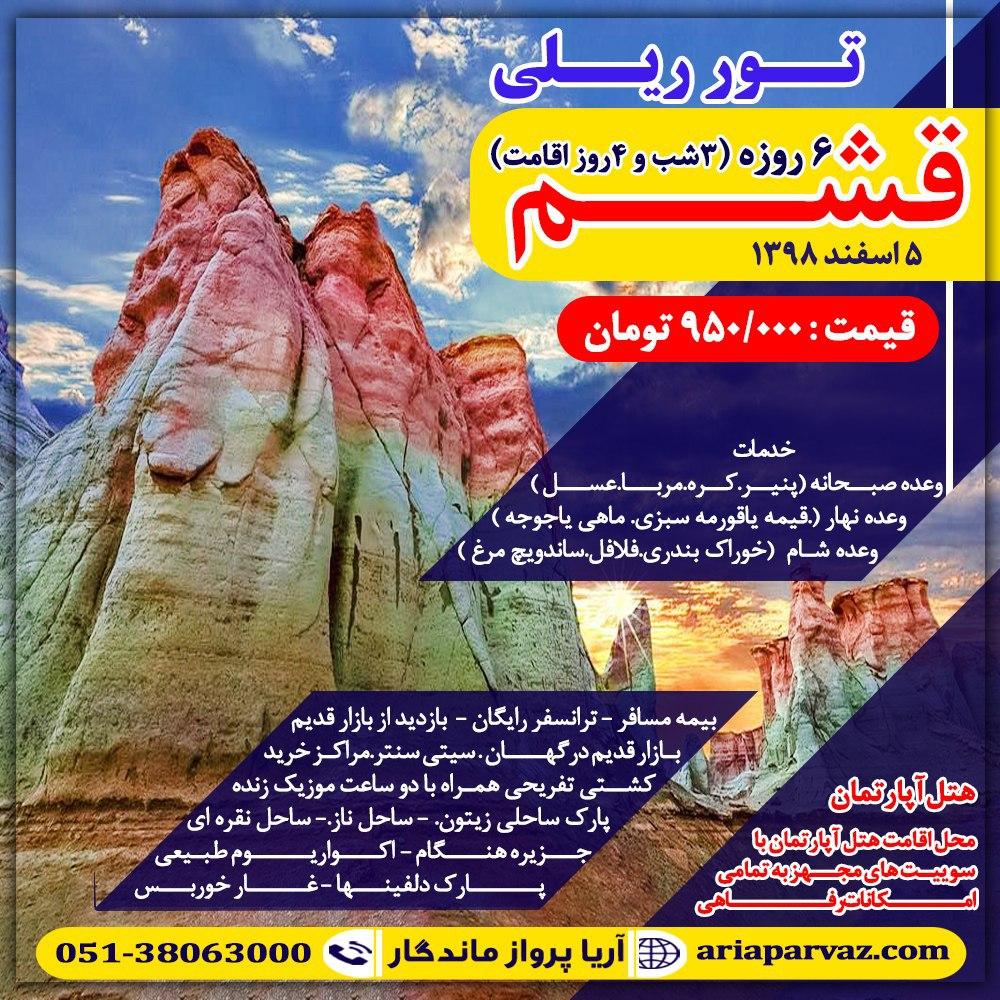 تور ریلی
قشم
۶ روزه (۳شب و ۴روز اقامت)
۵ اسفند ۱۳۹۸
قیمت : ۹۵۰/۰۰۰ تومان
خدمات
وعده صبحانه (پنیر.کره.مربا.عسل )
وعده نهار (.قیمه یاقورمه سبزی. ماهی یاجوجه )
وعده شام (خوراک بندری.فلافل.ساندویچ مرغ )
بیمه مسافر - ترانسفر رایگان - بازدید از بازار قدیم
بازار قدیم درگهان . سیتی سنتر.مراکز خرید
کشتی تفریحی همراه با دو ساعت موزیک زنده
پارک ساحلی زیتون. - ساحل ناز.- ساحل نقره ای
جزیره هنگام - اکواریوم طبیعی
پارک دلفینها -غار خوربس
هتل آپارتمان
محل اقامت هتل آپارتمان با
سوییت های مجهز به تمامی
امکانات رفاهی
051-38063000
آریا پرواز ماندگار
ariaparvaz.com